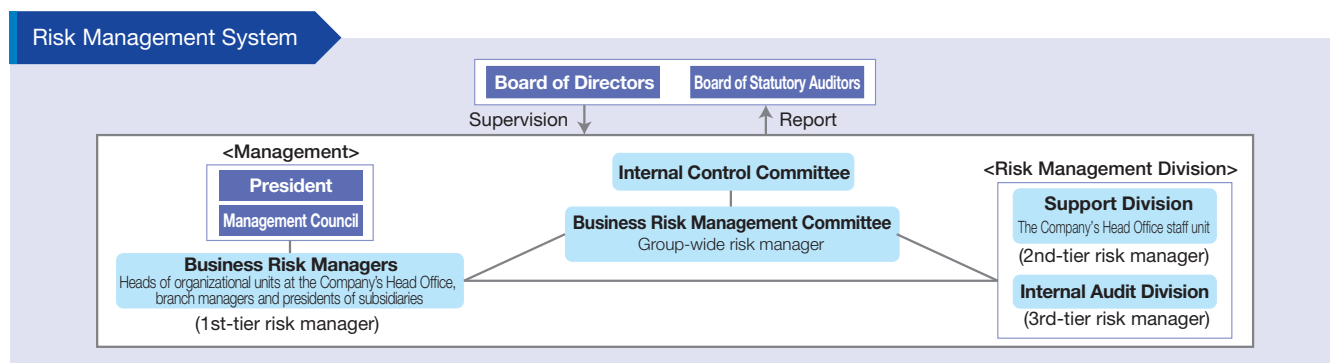 Risk Management System
Board of Directors
Board of Statutory Auditors
Supervision
Report
<Management>
President
Management Council
Business Risk Managers
Heads of organizational units at the Company's Head Office,
branch managers and presidents of subsidiaries
(1st-tier risk manager)
Internal Control Committee
Business Risk Management Committee
Group-wide risk manager
<Risk Management Division>
Support Division
The Company's Head Office staff unit
(2nd-tier risk manager)
Internal Audit Division
(3rd-tier risk manager)